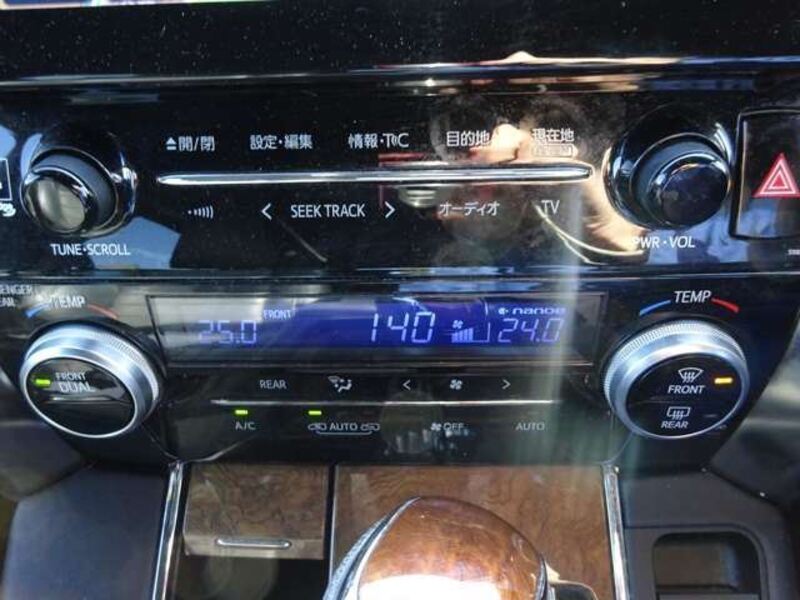 開/閉 設定・編集 情報・TC 目的地 現在地
< SEEK TRACK > オーディオ TV
TUNE・SCROLL PWR・VOL
TEMP TEMP
25.0 FRONT 1:40 nanoe 24.0
FRONT DUAL
REAR < >
FRONT
REAR
A/C AUTO OFF AUTO